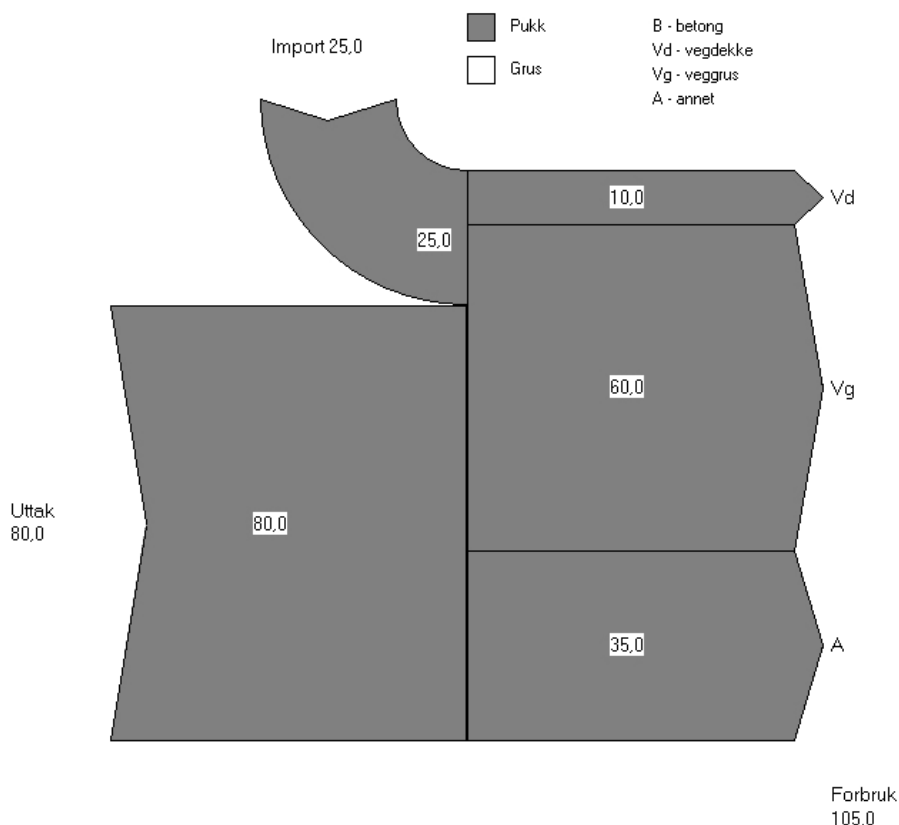 Import 25,0
Pukk
Grus
B - betong
Vd - vegdekke
Vg - veggrus
A - annet
10,0
Vd
25,0
60,0
Vg
Uttak
80,0
80,0
35,0
A
Forbruk
105,0